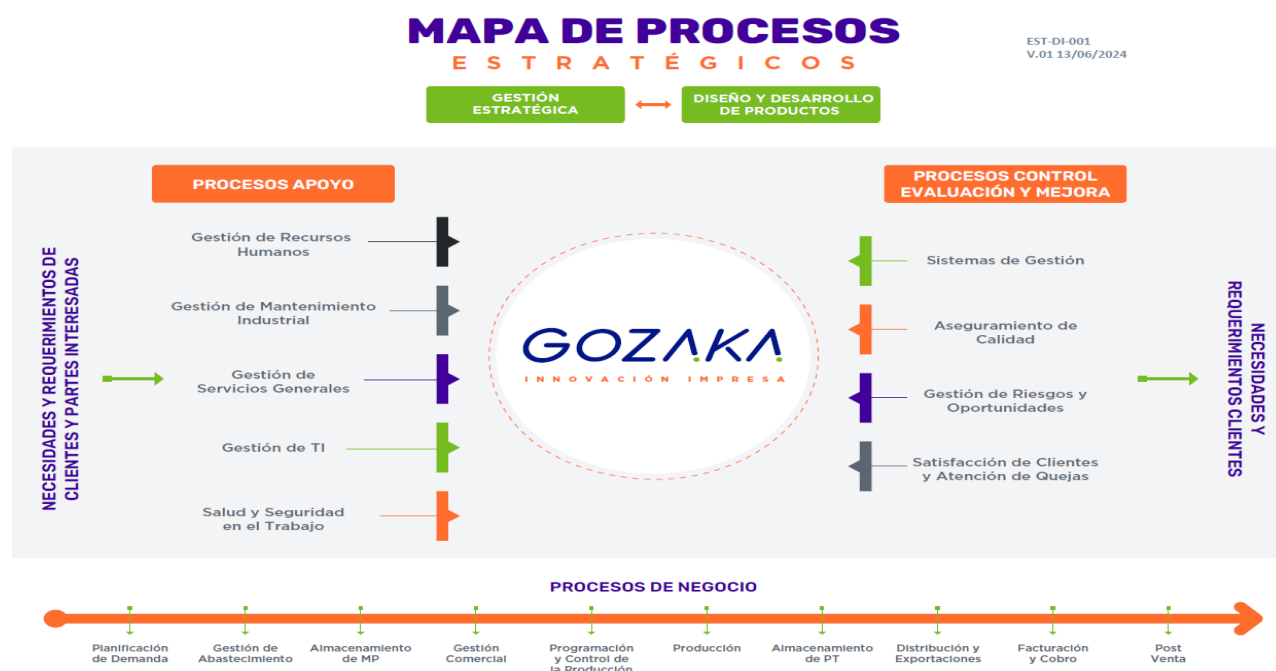 MAPA DE PROCESOS
ESTRATÉGICOS
EST-DI-001
V.01 13/06/2024
GESTIÓN
ESTRATÉGICA
DISEÑO Y DESARROLLO
DE PRODUCTOS
NECESIDADES Y REQUERIMIENTOS DE
CLIENTES Y PARTES INTERESADAS
PROCESOS APOYO
Gestión de Recursos
Humanos
Gestión de Mantenimiento
Industrial
Gestión de
Servicios Generales
Gestión de TI
Salud y Seguridad
en el Trabajo
GOZAKA
INNOVACIÓN IMPRESA
PROCESOS CONTROL
EVALUACIÓN Y MEJORA
Sistemas de Gestión
Aseguramiento de
Calidad
Gestión de Riesgos y
Oportunidades
Satisfacción de Clientes
y Atención de Quejas
NECESIDADES Y
REQUERIMIENTOS CLIENTES
PROCESOS DE NEGOCIO
Planificación
de Demanda
Gestión de
Abastecimiento
Almacenamiento
de MP
Gestión
Comercial
Programación
y Control de
la Producción
Producción
Almacenamiento
de PT
Distribución y
Exportaciones
Facturación
y Cobro
Post
Venta